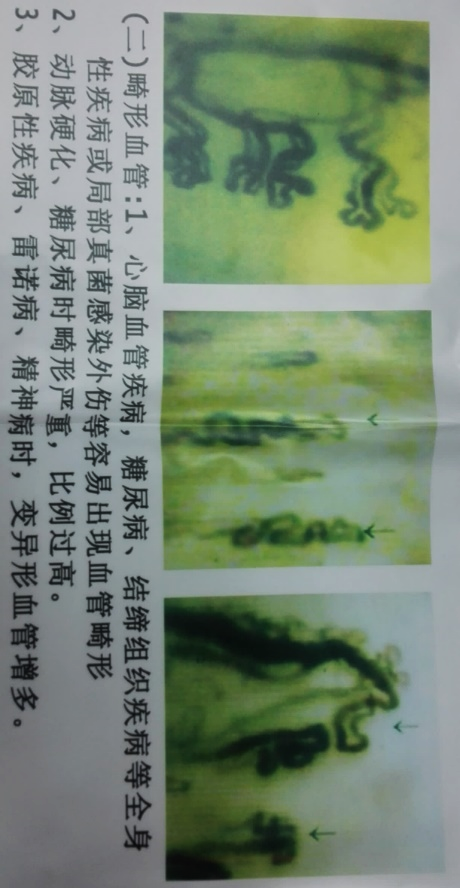 (二)畸形血管:1、心脑血管疾病，糖尿病、结缔组织疾病等全身
性疾病或局部真菌感染外伤等容易出现血管畸形
2、动脉硬化、糖尿病时畸形严重，比例过高。
3、胶原性疾病、雷诺病、精神病时，变异形血管增多。